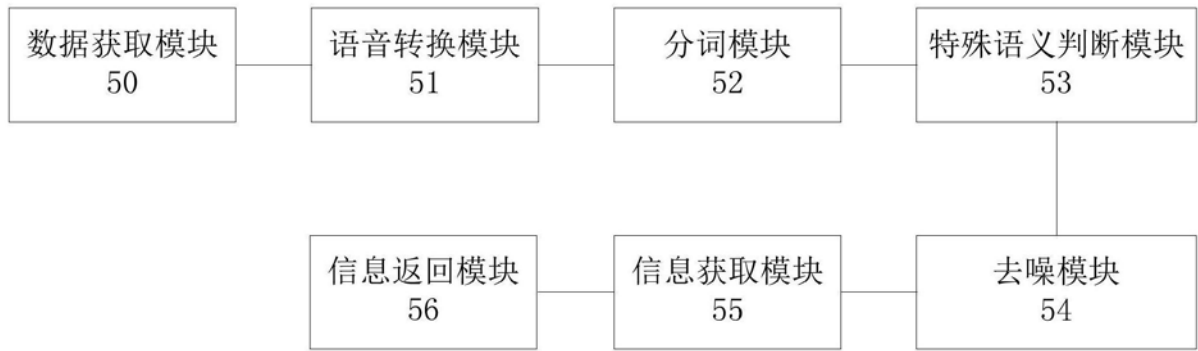 数据获取模块
50
语音转换模块
51
分词模块
52
特殊语义判断模块
53
信息返回模块
56
信息获取模块
55
去噪模块
54